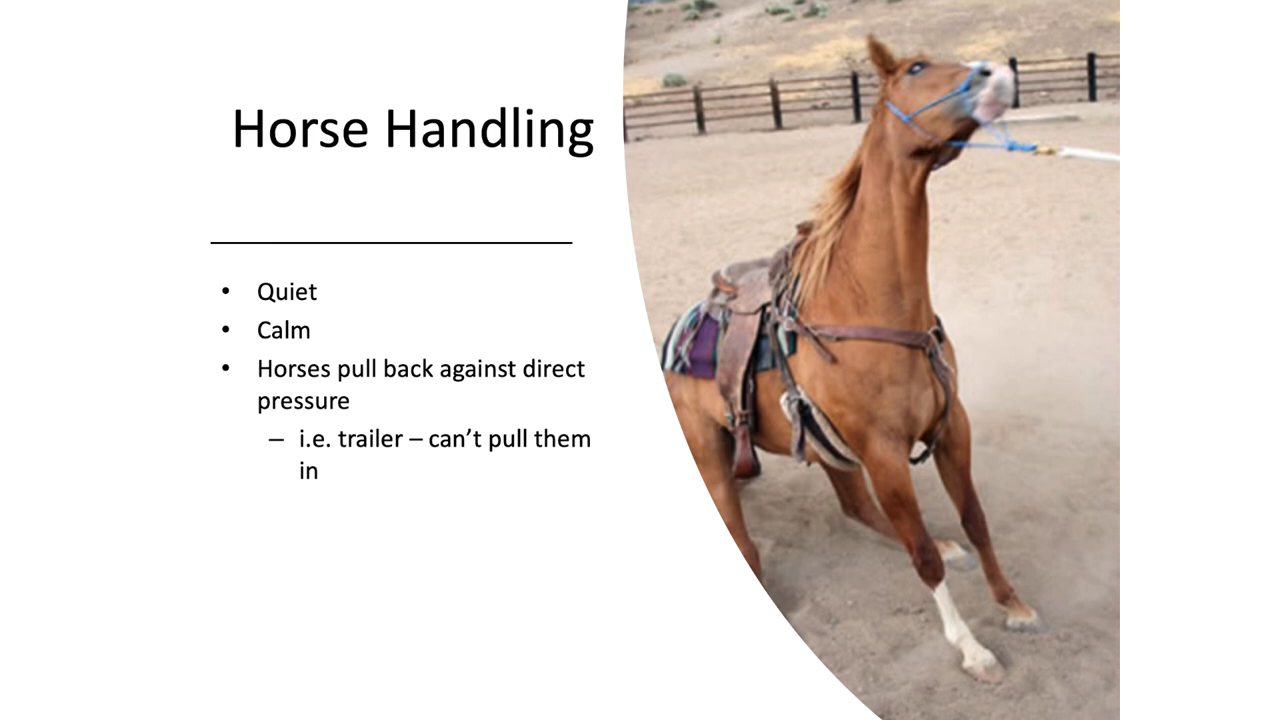 Horse Handling
• Quiet
• Calm
• Horses pull back against direct
pressure
– i.e. trailer – can’t pull them
in